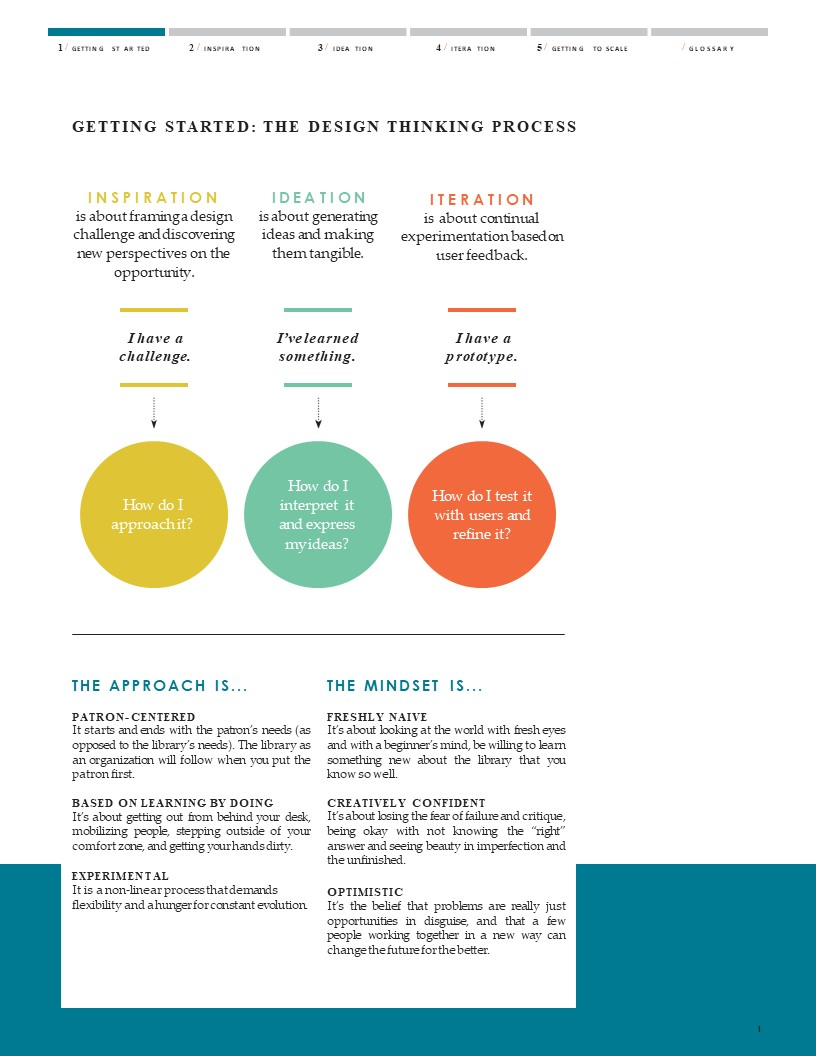 1 / GETTING STARTED
2 / INSPIRATION
3 / IDEATION
4 / ITERATION
5 / GETTING TO SCALE
/ GLOSSARY
GETTING STARTED: THE DESIGN THINKING PROCESS
INSPIRATION
is about framing a design
challenge and discovering
new perspectives on the
opportunity.
I have a
challenge.
How do I
approach it?
IDEATION
is about generating
ideas and making
them tangible.
I've learned
something.
How do I
interpret it
and express
my ideas?
ITERATION
is about continual
experimentation based on
user feedback.
I have a
prototype.
How do I test it
with users and
refine it?
THE APPROACH IS...
PATRON-CENTERED
It starts and ends with the patron's needs (as
opposed to the library's needs). The library as
an organization will follow when you put the
patron first.
BASED ON LEARNING BY DOING
It's about getting out from behind your desk,
mobilizing people, stepping outside of your
comfort zone, and getting your hands dirty.
EXPERIMENTAL
It is a non-linear process that demands
flexibility and a hunger for constant evolution.
THE MINDSET IS...
FRESHLY NAIVE
It's about looking at the world with fresh eyes
and with a beginner's mind, be willing to learn
something new about the library that you
know so well.
CREATIVELY CONFIDENT
It's about losing the fear of failure and critique,
being okay with not knowing the “right”
answer and seeing beauty in imperfection and
the unfinished.
OPTIMISTIC
It's the belief that problems are really just
opportunities in disguise, and that a few
people working together in a new way can
change the future for the better.
1